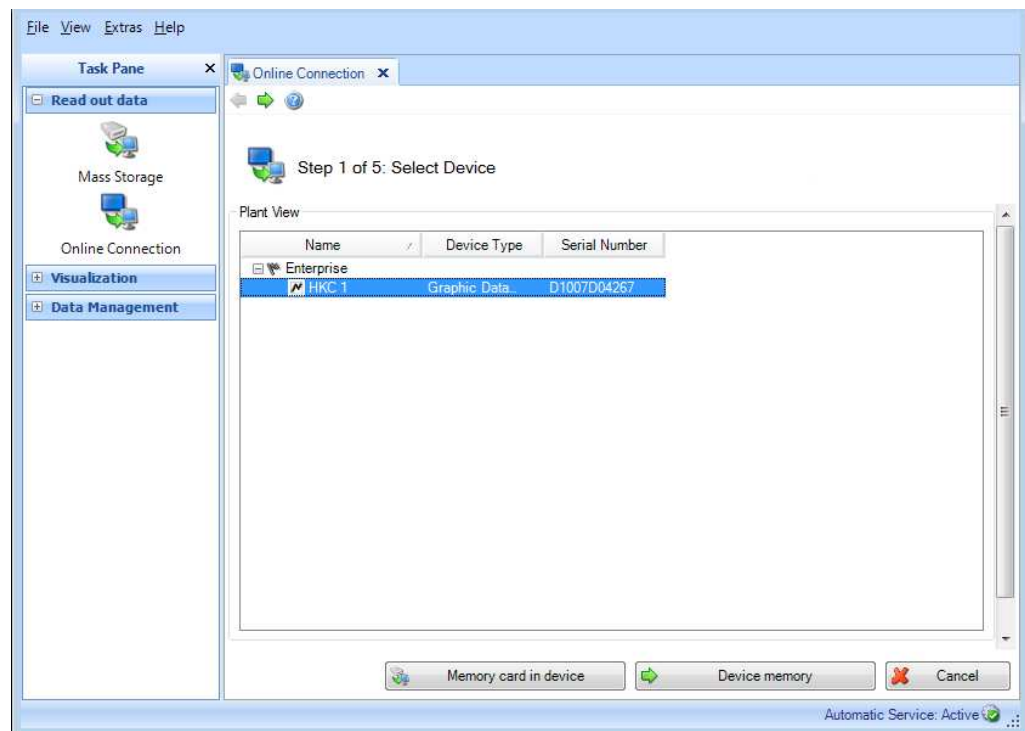 File View Extras Help
Task Pane
Read out data
Mass Storage
Online Connection
Visualization
Data Management
Online Connection
Step 1 of 5: Select Device
Plant View
Name Device Type Serial Number
Enterprise
HKC 1 Graphic Data... D1007D04267
Memory card in device Device memory Cancel
Automatic Service: Active